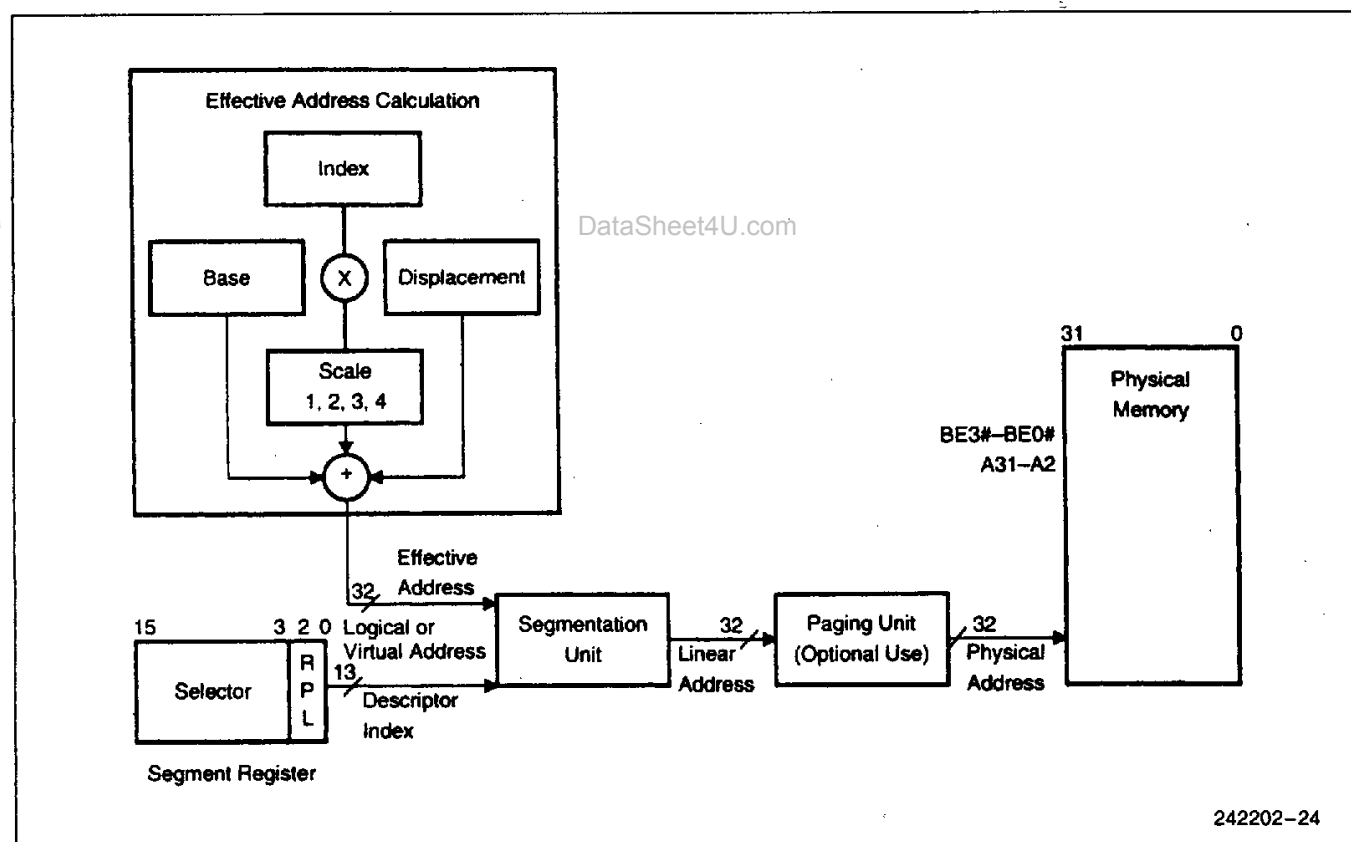 Effective Address Calculation
Index
DataSheet4U.com
Base
X
Displacement
Scale
1, 2, 3, 4
+
31
0
Physical
Memory
BE3#–BE0#
A31–A2
Effective
Address
32
15
3 2 0
Logical or
Virtual Address
Segmentation
Unit
32
Linear
Address
Paging Unit
(Optional Use)
32
Physical
Address
Selector
R
P
L
13
Descriptor
Index
Segment Register
242202–24